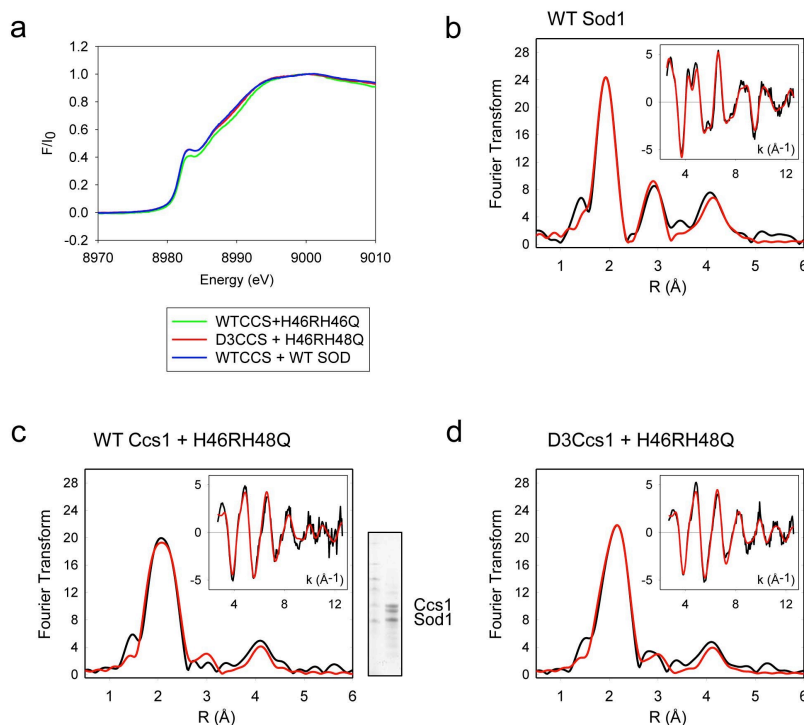 a
F/I0
1.2
1.0
0.8
0.6
0.4
0.2
0.0
-0.2
8970 8980 8990 9000 9010
Energy (eV)
WTCCS+H46RH46Q
D3CCS + H46RH48Q
WTCCS + WT SOD
b
WT Sod1
Fourier Transform
28
24
20
16
12
8
4
0
1 2 3 4 5 6
R (Å)
5
0
-5
k (Å-1)
4 8 12
c
WT Ccs1 + H46RH48Q
Fourier Transform
28
24
20
16
12
8
4
0
1 2 3 4 5 6
R (Å)
5
0
-5
k (Å-1)
4 8 12
Ccs1
Sod1
d
D3Ccs1 + H46RH48Q
Fourier Transform
28
24
20
16
12
8
4
0
1 2 3 4 5 6
R (Å)
5
0
-5
k (Å-1)
4 8 12